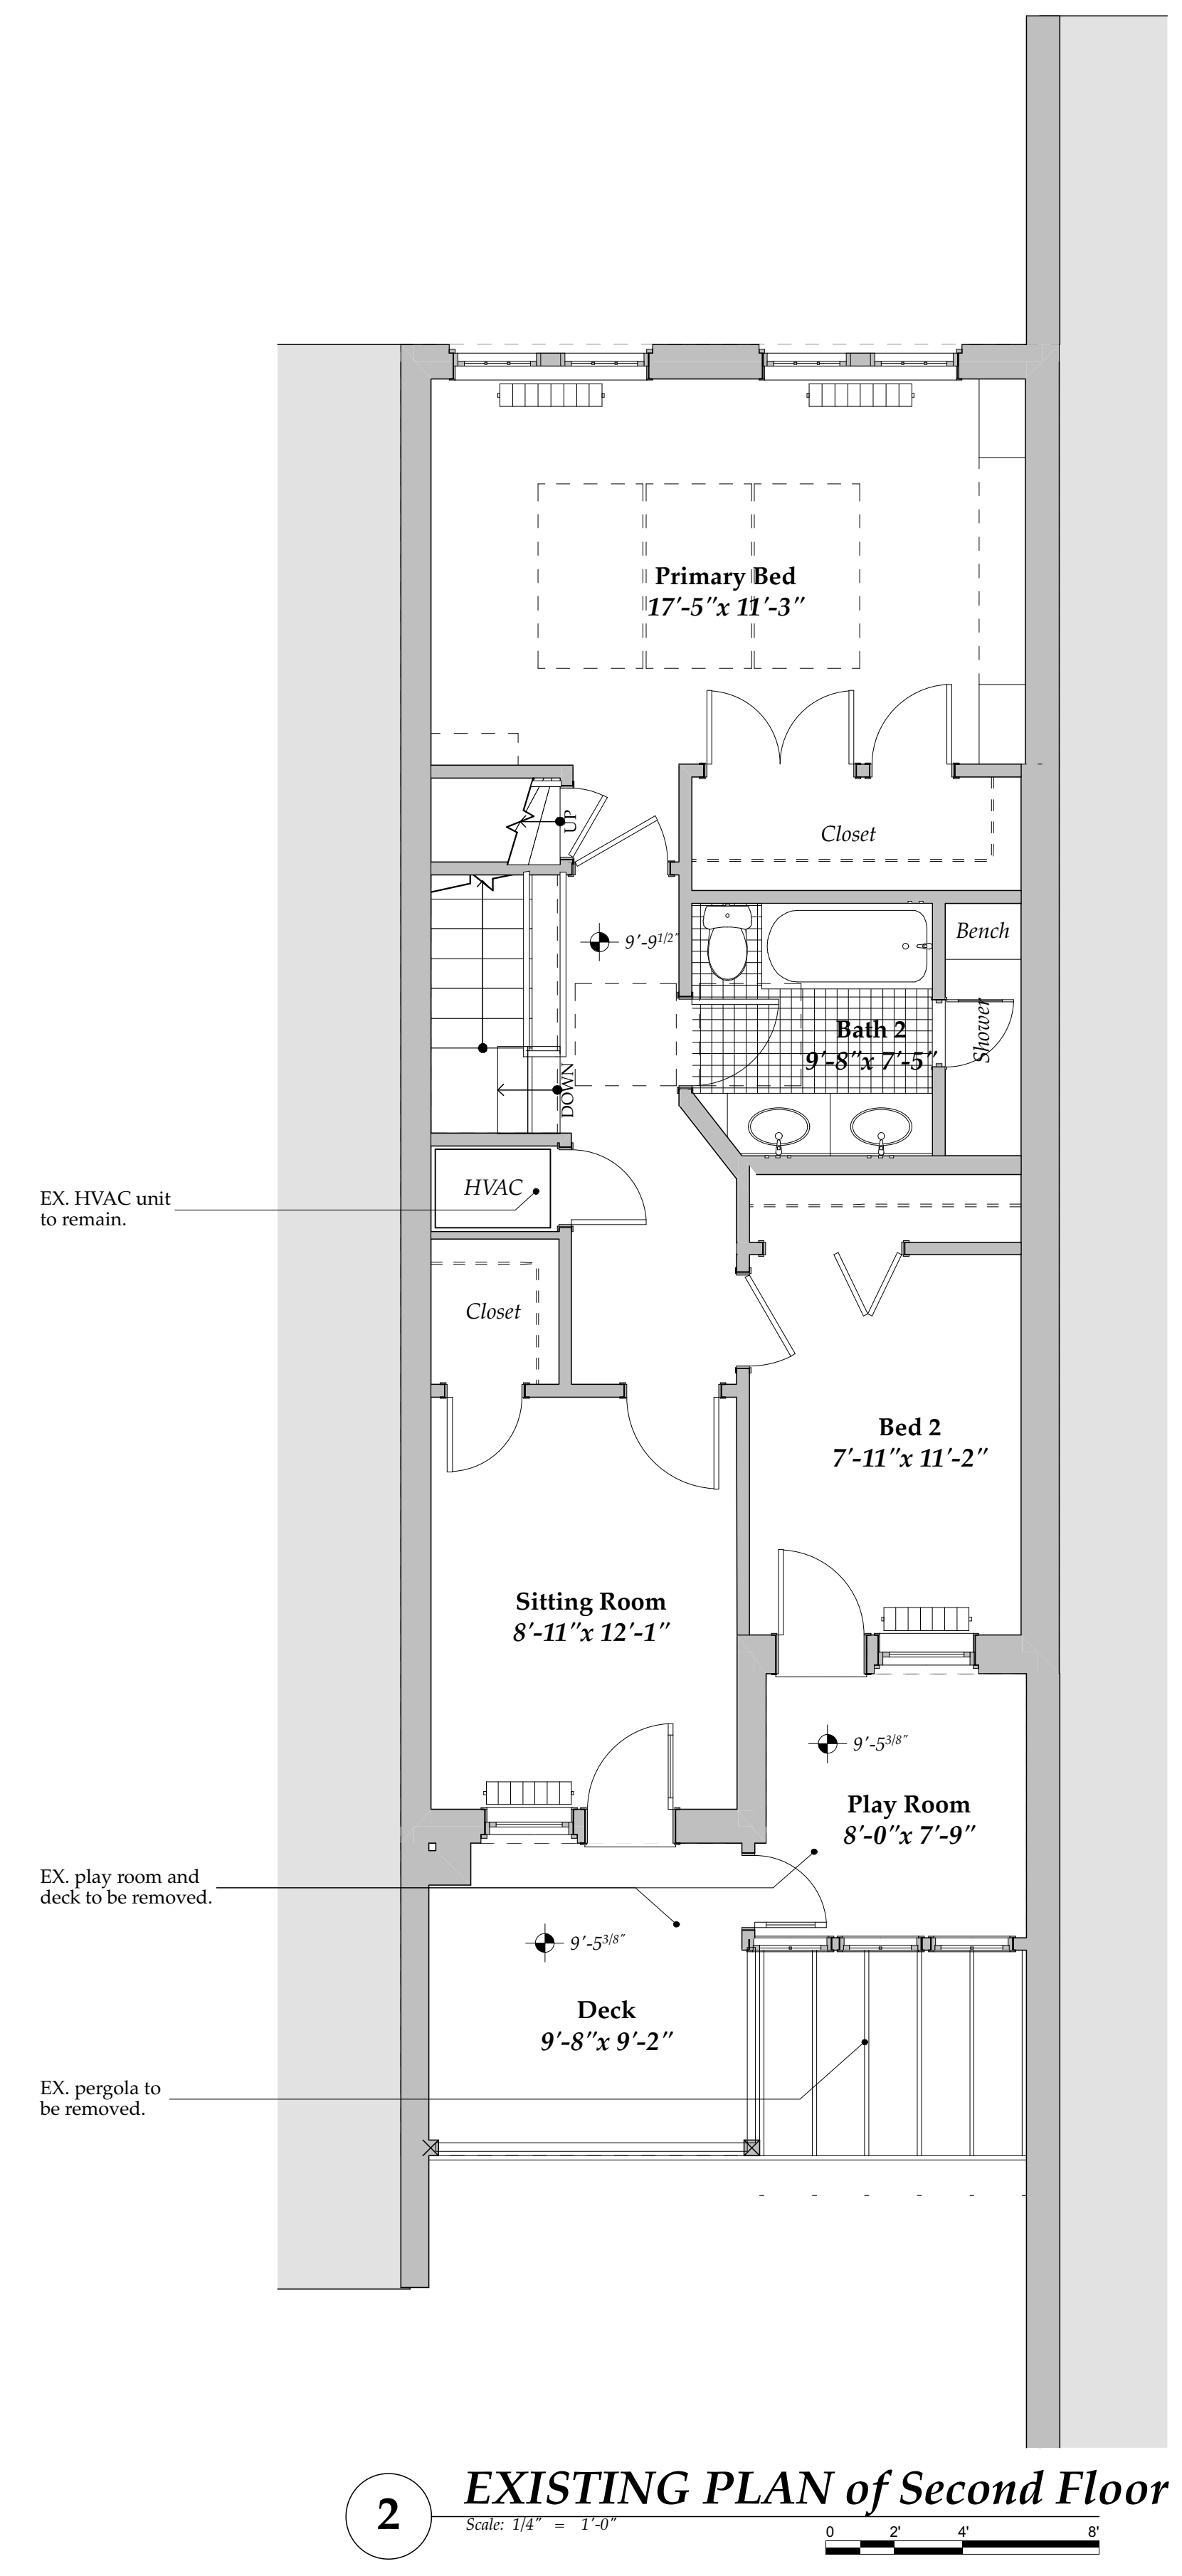 Primary Bed
17'-5"x 11'-3"
UP
Closet
9'-9 1/2"
Bench
Bath 2
9'-8"x 7'-5"
Shower
DOWN
HVAC
EX. HVAC unit
to remain.
Closet
Bed 2
7'-11"x 11'-2"
Sitting Room
8'-11"x 12'-1"
9'-5 3/8"
Play Room
8'-0"x 7'-9"
EX. play room and
deck to be removed.
9'-5 3/8"
Deck
9'-8"x 9'-2"
EX. pergola to
be removed.
2
EXISTING PLAN of Second Floor
Scale: 1/4" = 1'-0"
0 2' 4' 8'